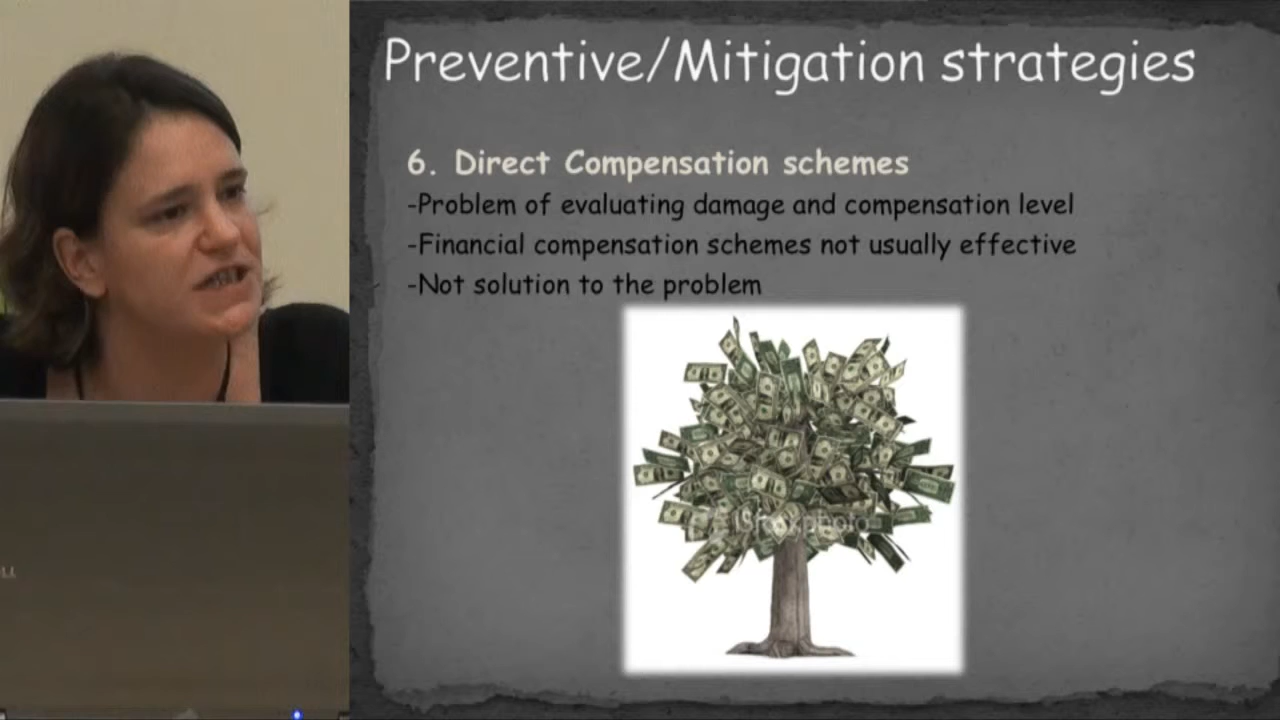 Preventive/Mitigation strategies
6. Direct Compensation schemes
-Problem of evaluating damage and compensation level
-Financial compensation schemes not usually effective
-Not solution to the problem
iStockphoto